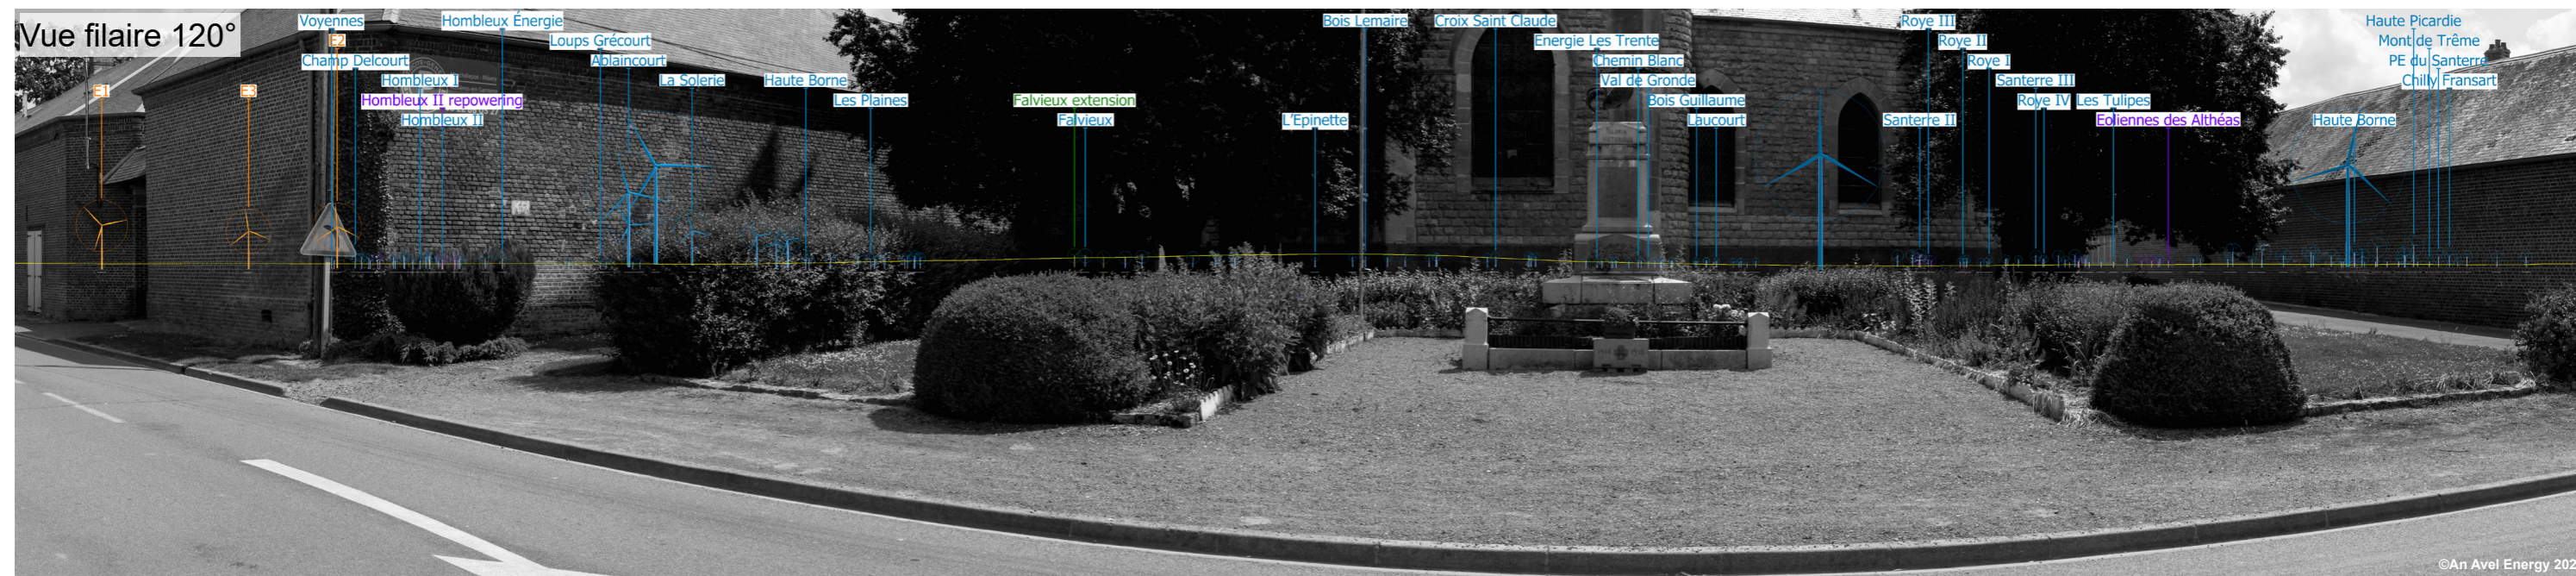 Vue filaire 120°
Voyennes
Hombleux Énergie
Bois Lemaire
Croix Saint Claude
Roye III
Haute Picardie
E2
Loups Grécourt
Energie Les Trente
Roye II
Mont de Trême
Champ Delcourt
Ablaincourt
Chemin Blanc
Roye I
PE du Santerre
Hombleux I
La Solerie
Haute Borne
Val de Gronde
Santerre III
Chilly Fransart
E1
E3
Hombleux II repowering
Les Plaines
Falvieux extension
Bois Guillaume
Roye IV
Les Tulipes
Hombleux II
Falvieux
L'Epinette
Laucourt
Santerre II
Eoliennes des Althéas
Haute Borne
©An Avel Energy 202